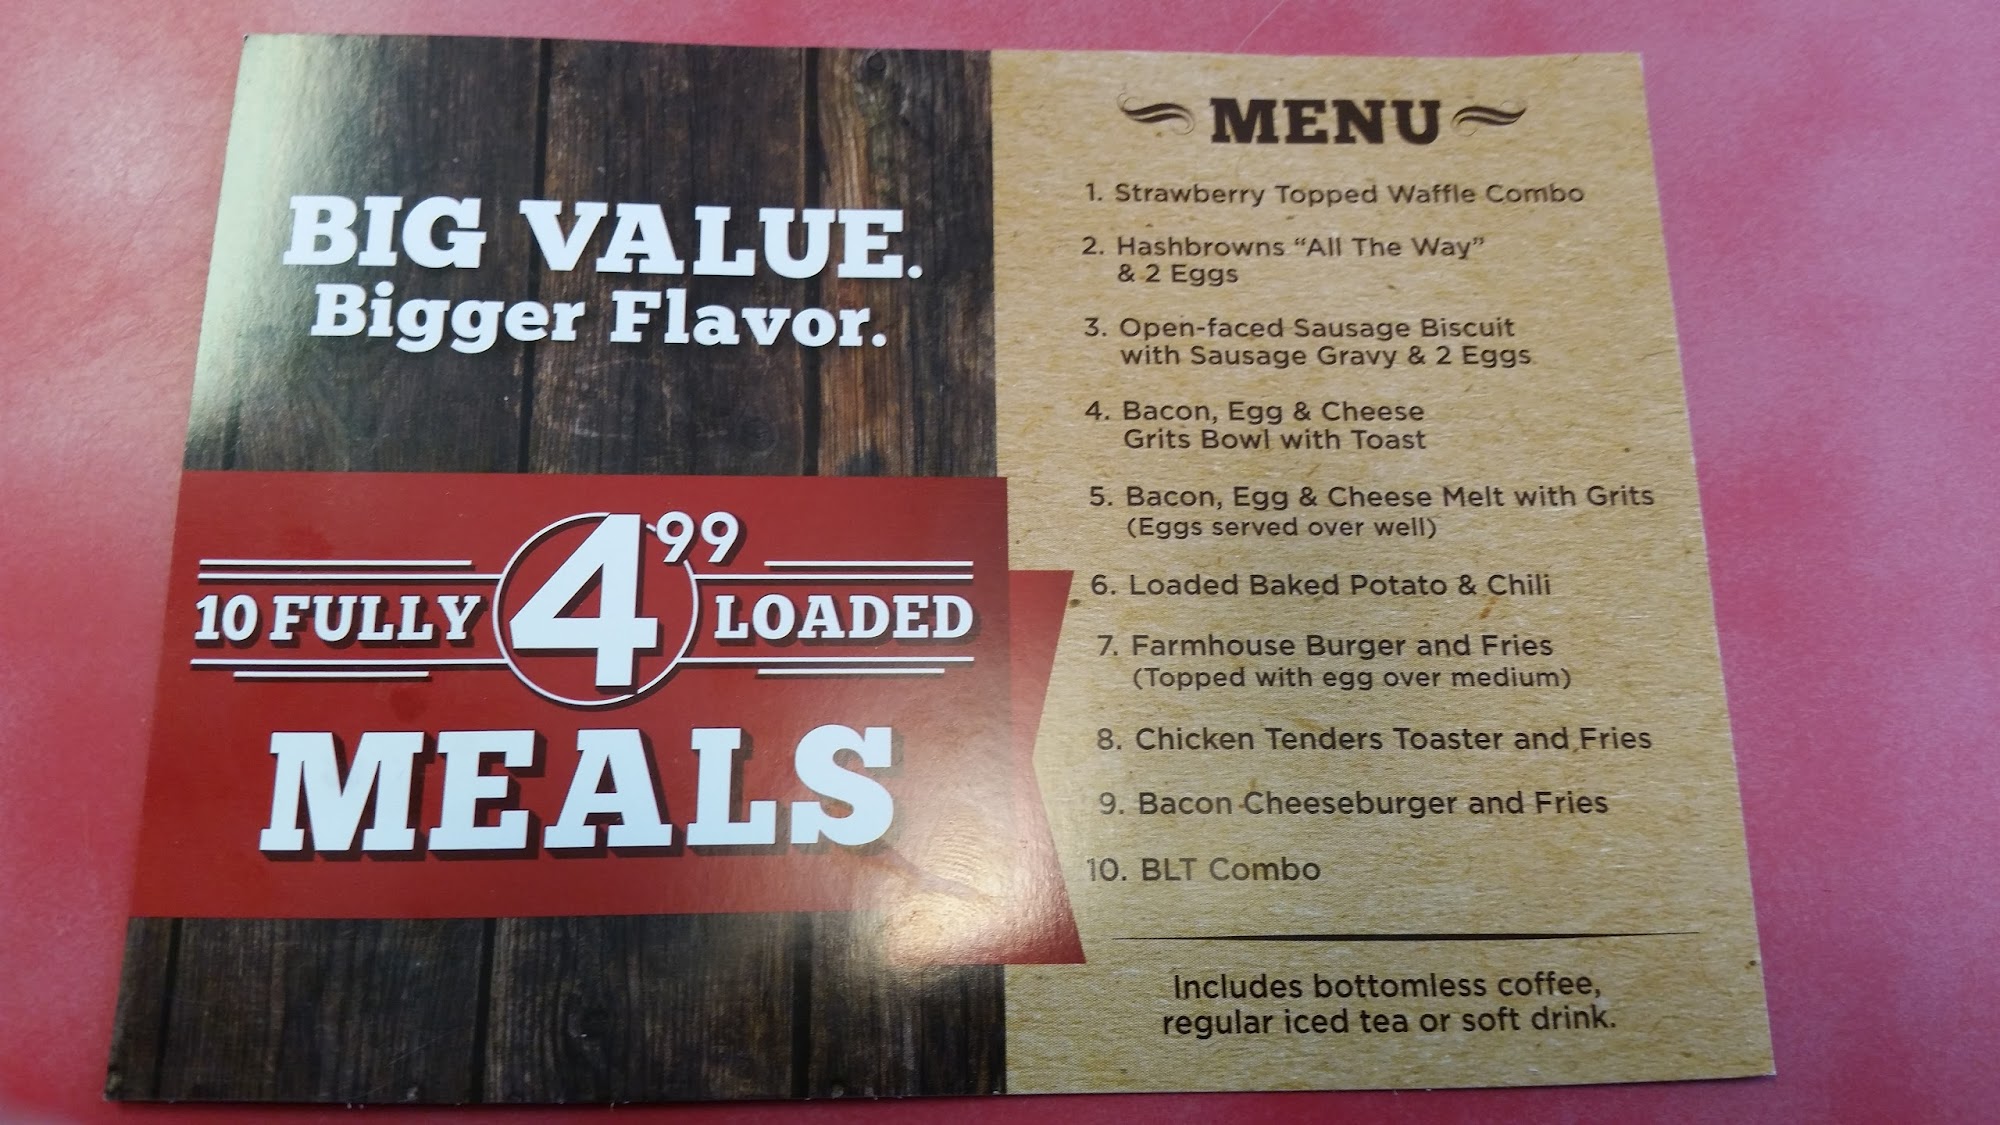 BIG VALUE.
Bigger Flavor.
10 FULLY 4.99 LOADED
MEALS
MENU
1. Strawberry Topped Waffle Combo
2. Hashbrowns “All The Way”
& 2 Eggs
3. Open-faced Sausage Biscuit
with Sausage Gravy & 2 Eggs
4. Bacon, Egg & Cheese
Grits Bowl with Toast
5. Bacon, Egg & Cheese Melt with Grits
(Eggs served over well)
6. Loaded Baked Potato & Chili
7. Farmhouse Burger and Fries
(Topped with egg over medium)
8. Chicken Tenders Toaster and Fries
9. Bacon Cheeseburger and Fries
10. BLT Combo
Includes bottomless coffee,
regular iced tea or soft drink.